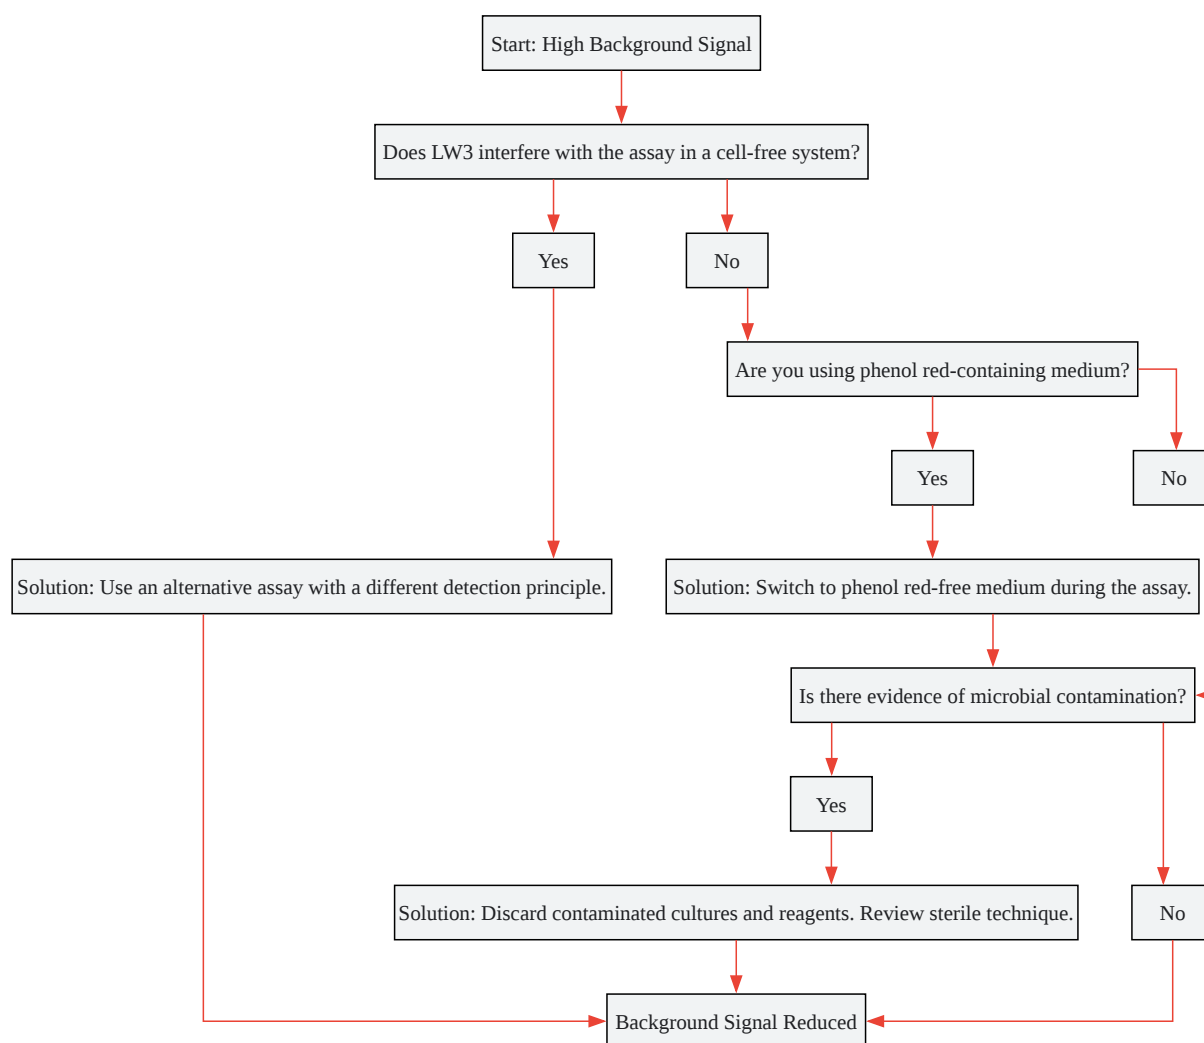 Start: High Background Signal
Does LW3 interfere with the assay in a cell-free system?
Yes
No
Are you using phenol red-containing medium?
Yes
No
Solution: Use an alternative assay with a different detection principle.
Solution: Switch to phenol red-free medium during the assay.
Is there evidence of microbial contamination?
Yes
Solution: Discard contaminated cultures and reagents. Review sterile technique.
No
Background Signal Reduced